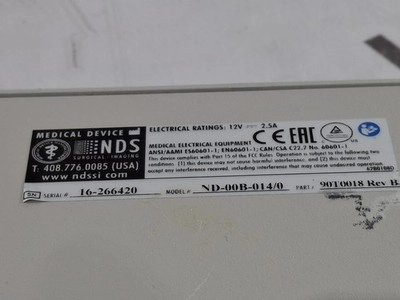 MEDICAL DEVICE
NDS
SURGICAL · IMAGING
T: 408.776.0085 (USA)
www.ndssi.com
ELECTRICAL RATINGS: 12V 2.5A
MEDICAL ELECTRICAL EQUIPMENT
ANSI/AAMI ES60601-1; EN60601-1; CAN/CSA C22.2 No. 60601-1
This device complies with Part 15 of the FCC Rules. Operation is subject to the following two
conditions: (1) this device may not cause harmful interference, and (2) this device must
accept any interference received, including interference that may cause undesired operation.
CE EAC
SN SERIAL # 16-266420 MODEL # ND-00B-014/0 PART # 90T0018 Rev B